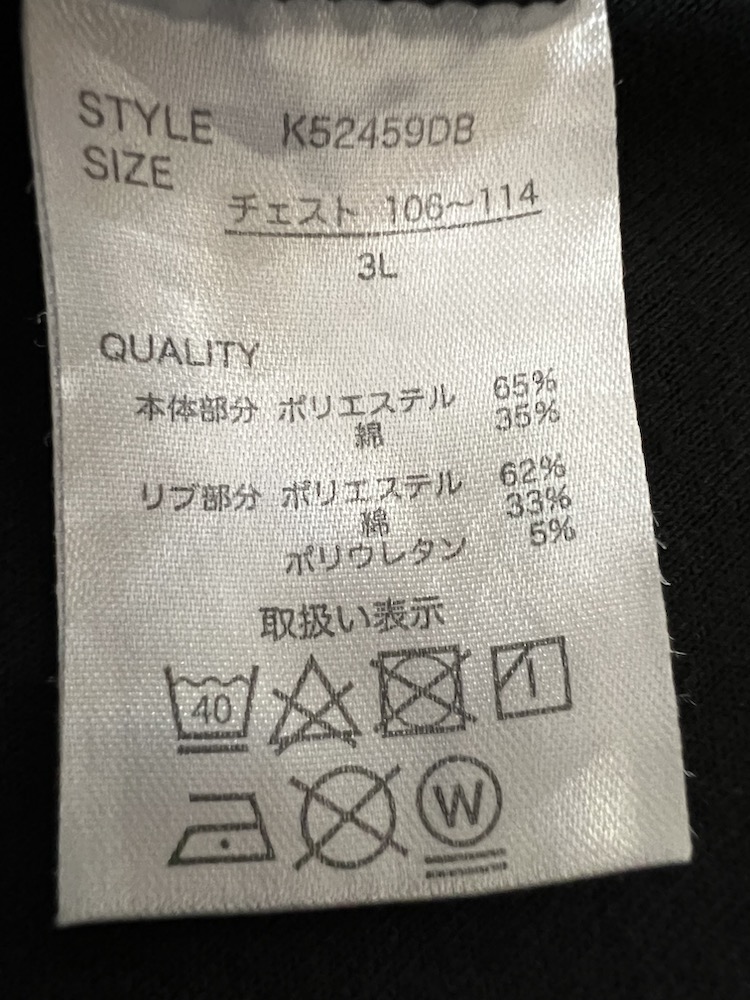 STYLE K52459DB
SIZE
チェスト 106～114
3L
QUALITY
本体部分 ポリエステル 65%
綿 35%
リブ部分 ポリエステル 62%
綿 33%
ポリウレタン 5%
取扱い表示
40
W